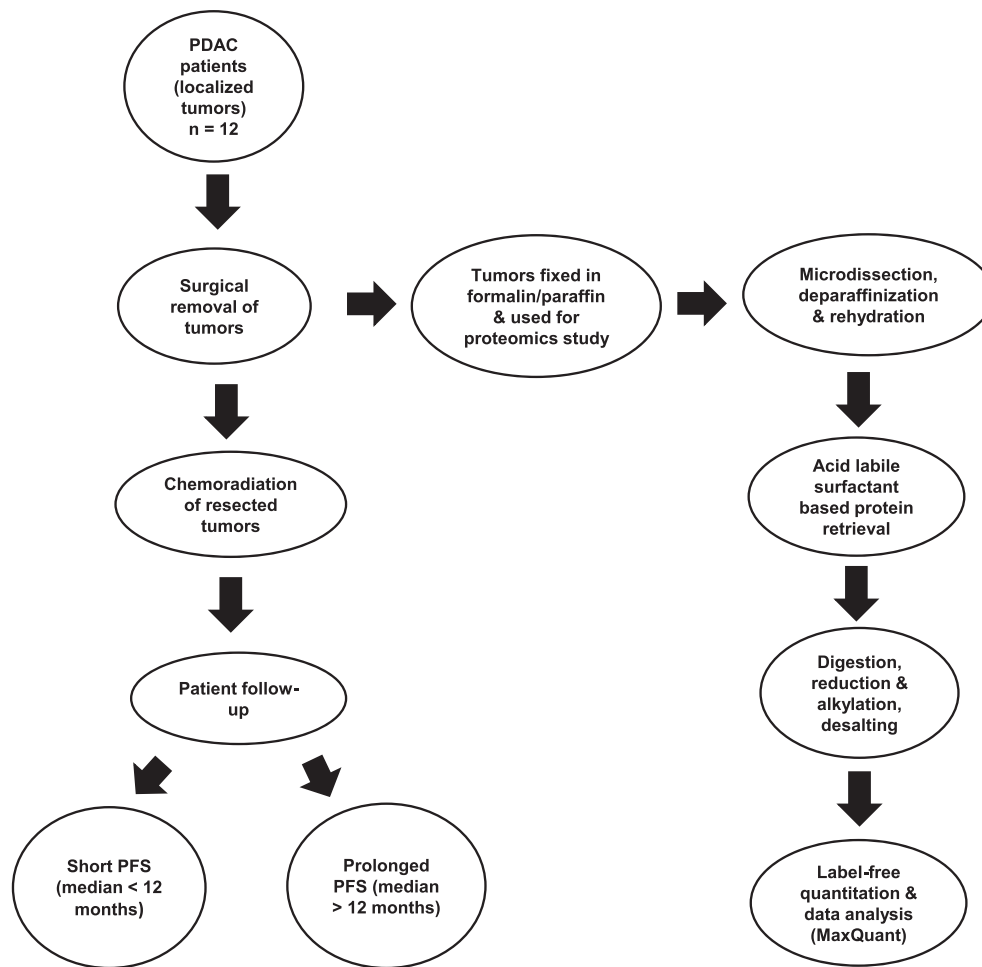 PDAC
patients
(localized
tumors)
n = 12
Surgical
removal of
tumors
Tumors fixed in
formalin/paraffin
& used for
proteomics study
Microdissection,
deparaffinization
& rehydration
Chemoradiation
of resected
tumors
Acid labile
surfactant
based protein
retrieval
Patient follow-
up
Digestion,
reduction &
alkylation,
desalting
Short PFS
(median < 12
months)
Prolonged
PFS (median
> 12 months)
Label-free
quantitation &
data analysis
(MaxQuant)